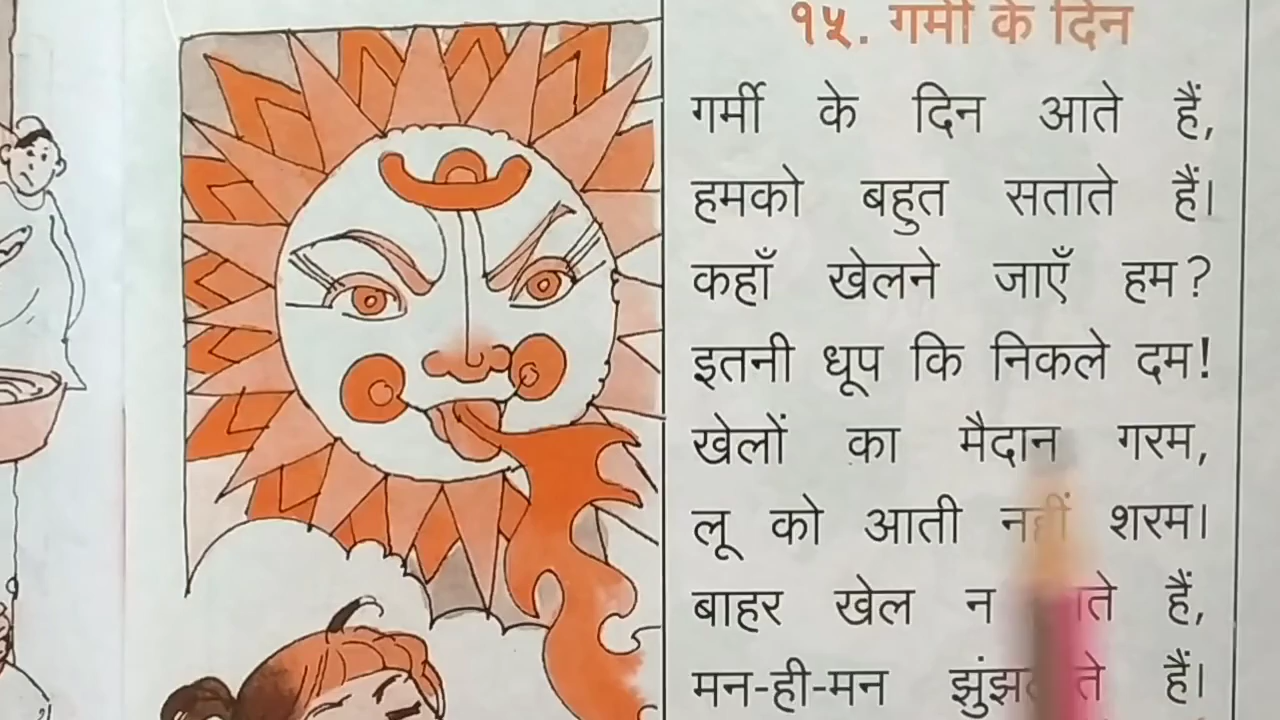 १५. गर्मी के दिन
गर्मी के दिन आते हैं,
हमको बहुत सताते हैं।
कहाँ खेलने जाएँ हम?
इतनी धूप कि निकले दम!
खेलों का मैदान गरम,
लू को आती नहीं शरम।
बाहर खेल न हैं,
मन-ही-मन हैं।